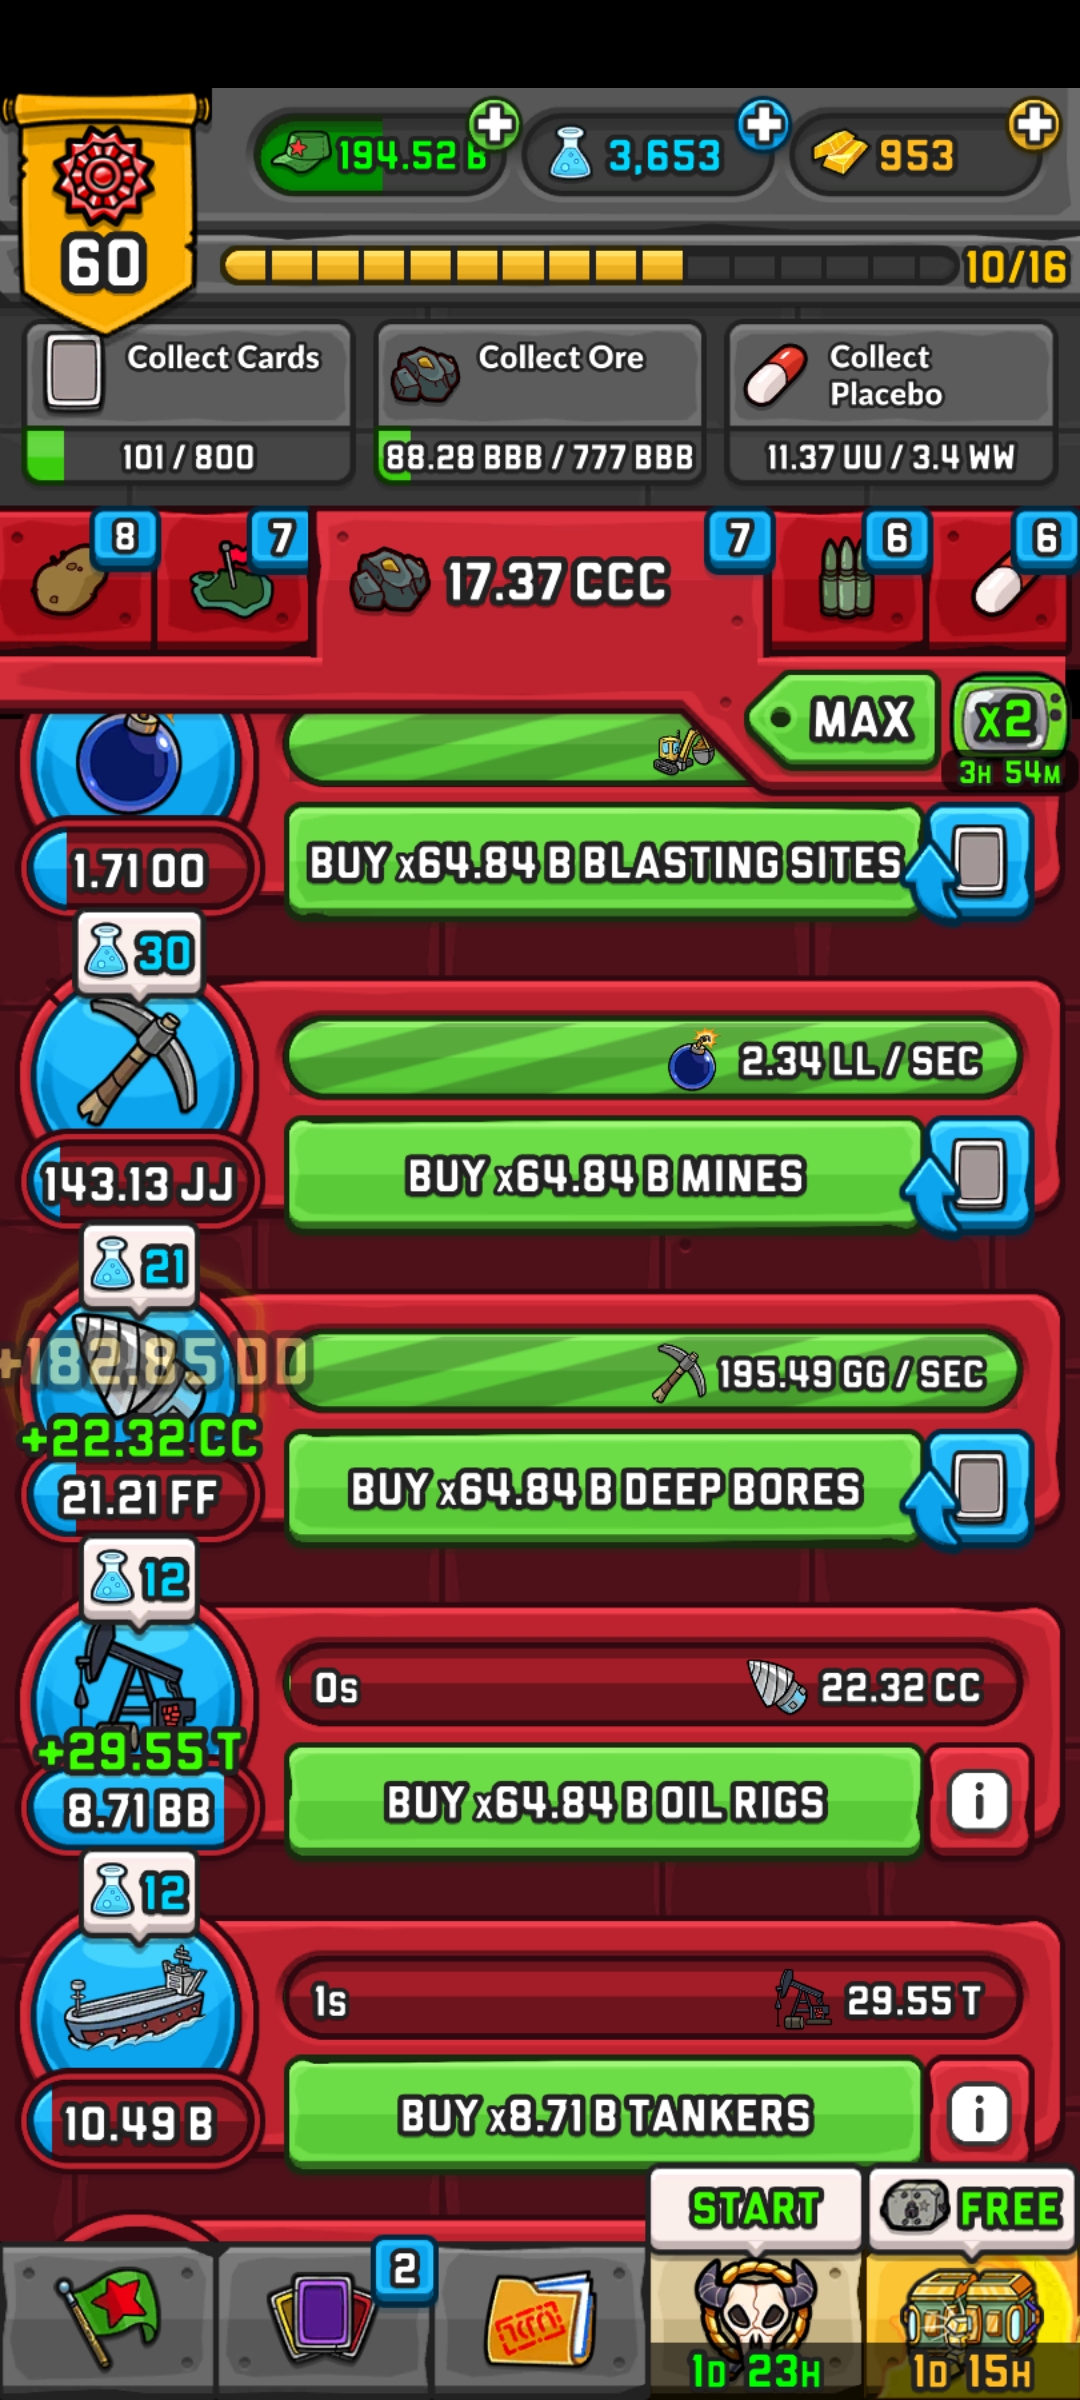 194.52 B
3,653
953
60
10/16
Collect Cards
101 / 800
Collect Ore
88.28 BBB / 777 BBB
Collect
Placebo
11.37 UU / 3.4 WW
8
7
17.37 CCC
7
6
6
MAX
x2
3H 54M
1.71 OO
BUY x64.84 B BLASTING SITES
30
2.34 LL / SEC
143.13 JJ
BUY x64.84 B MINES
21
+182.85 DD
195.49 GG / SEC
+22.32 CC
21.21 FF
BUY x64.84 B DEEP BORES
12
0s
22.32 CC
+29.55 T
8.71 BB
BUY x64.84 B OIL RIGS
i
12
1s
29.55 T
10.49 B
BUY x8.71 B TANKERS
i
START
FREE
2
1D 23H
1D 15H